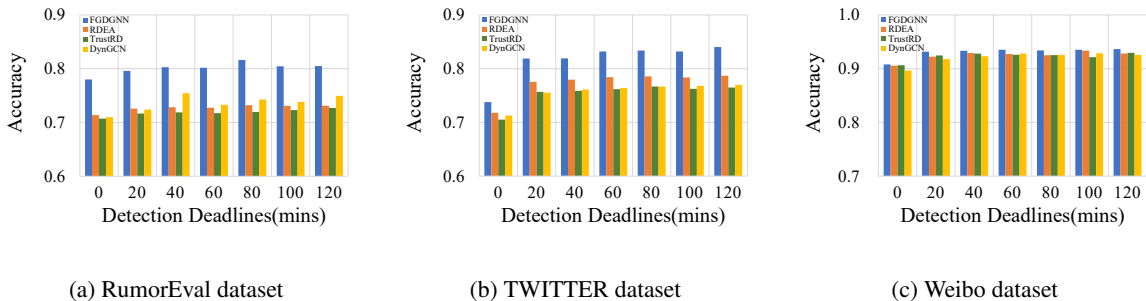 0.9
0.8
0.7
0.6
Accuracy
FGDGNN
RDEA
TrustRD
DynGCN
0 20 40 60 80 100 120
Detection Deadlines(mins)
(a) RumorEval dataset
0.9
0.8
0.7
0.6
Accuracy
FGDGNN
RDEA
TrustRD
DynGCN
0 20 40 60 80 100 120
Detection Deadlines(mins)
(b) TWITTER dataset
1.0
0.9
0.8
0.7
Accuracy
FGDGNN
RDEA
TrustRD
DynGCN
0 20 40 60 80 100 120
Detection Deadlines(mins)
(c) Weibo dataset